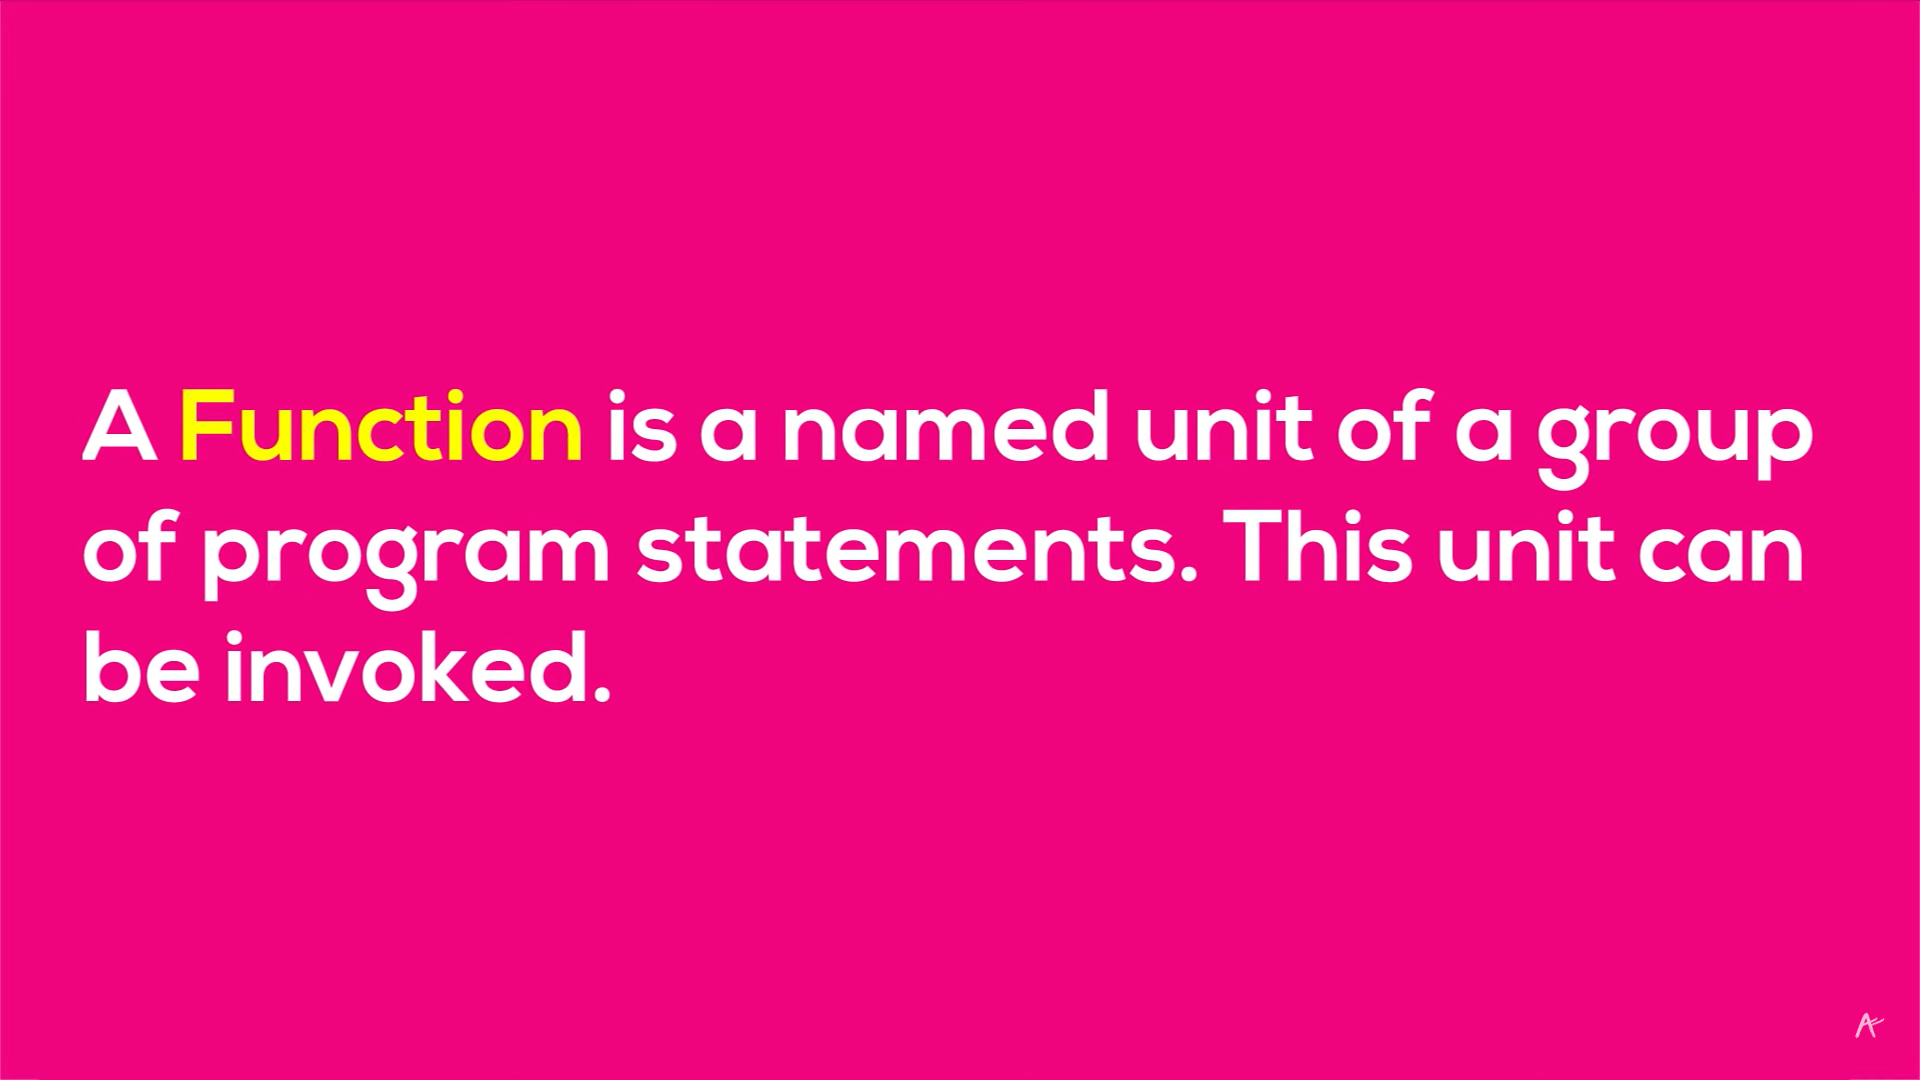 A Function is a named unit of a group
of program statements. This unit can
be invoked.